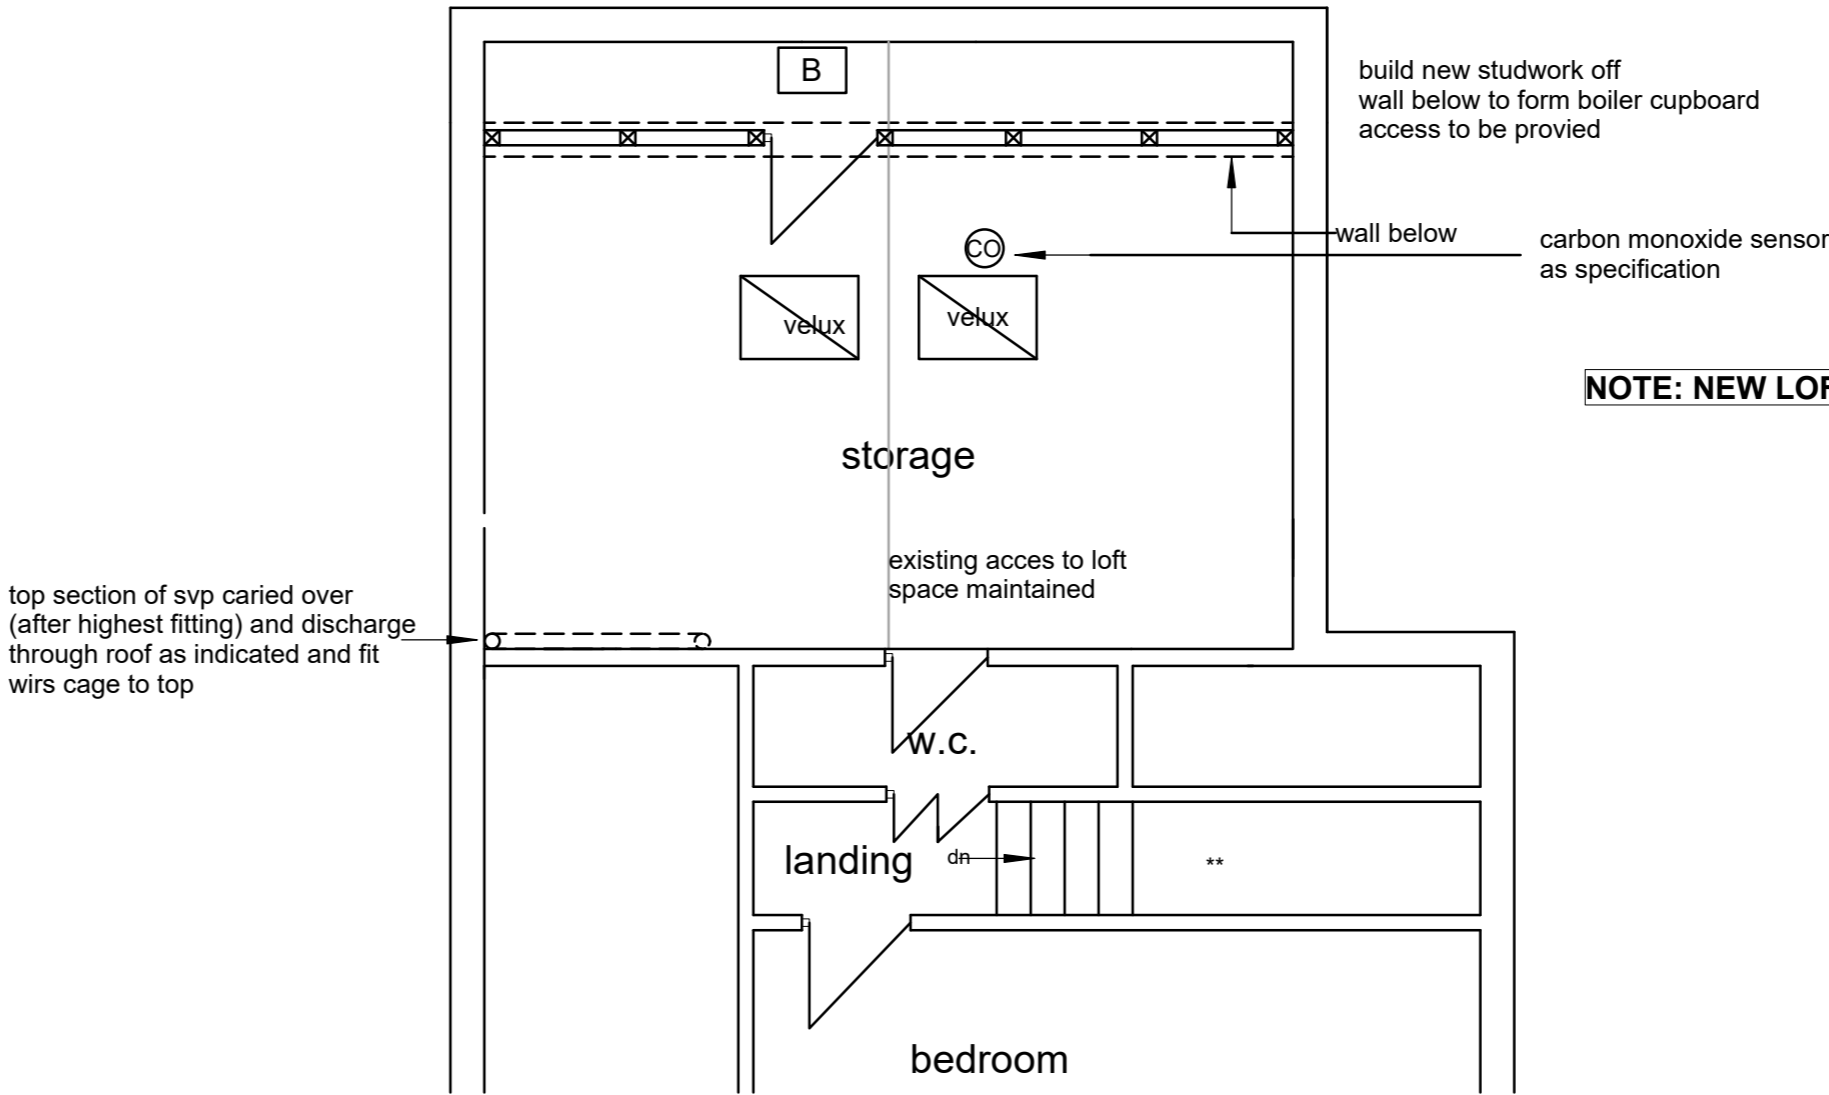 B
build new studwork off
wall below to form boiler cupboard
access to be provied
wall below
CO
carbon monoxide sensor
as specification
velux
velux
NOTE: NEW LOF
storage
existing acces to loft
space maintained
top section of svp caried over
(after highest fitting) and discharge
through roof as indicated and fit
wirs cage to top
w.c.
landing
dn
**
bedroom